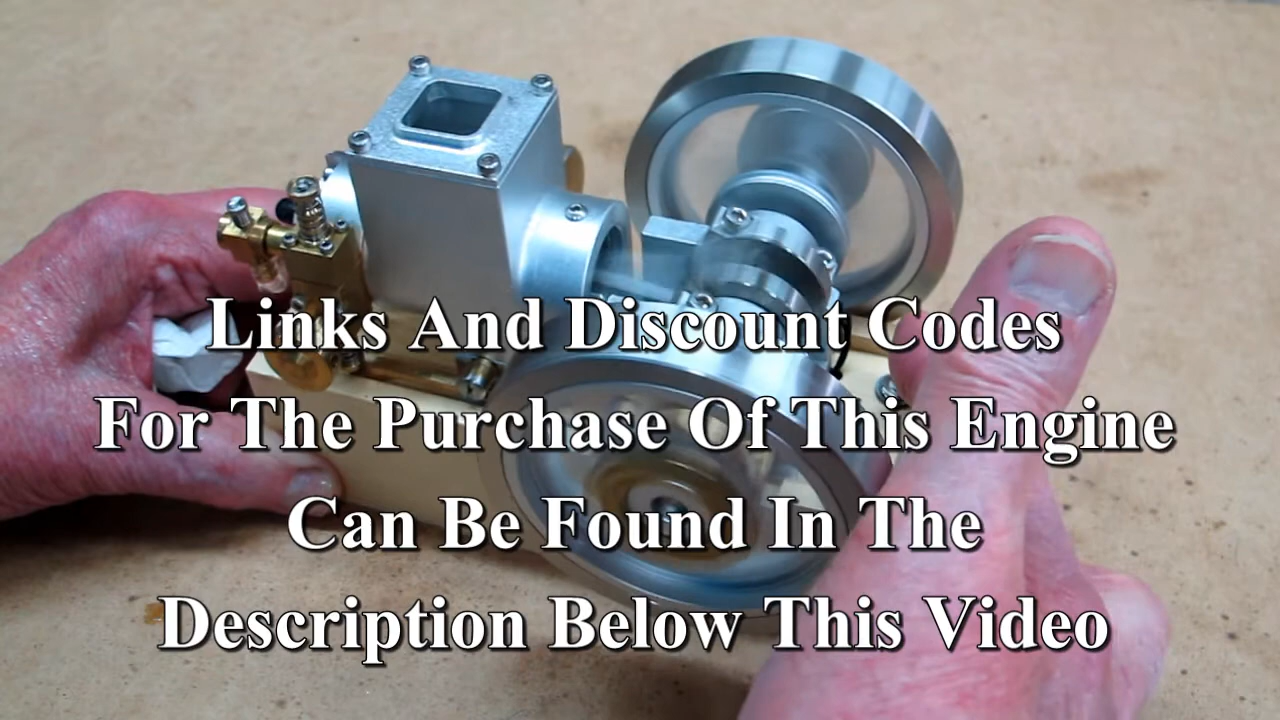 Links And Discount Codes
For The Purchase Of This Engine
Can Be Found In The
Description Below This Video